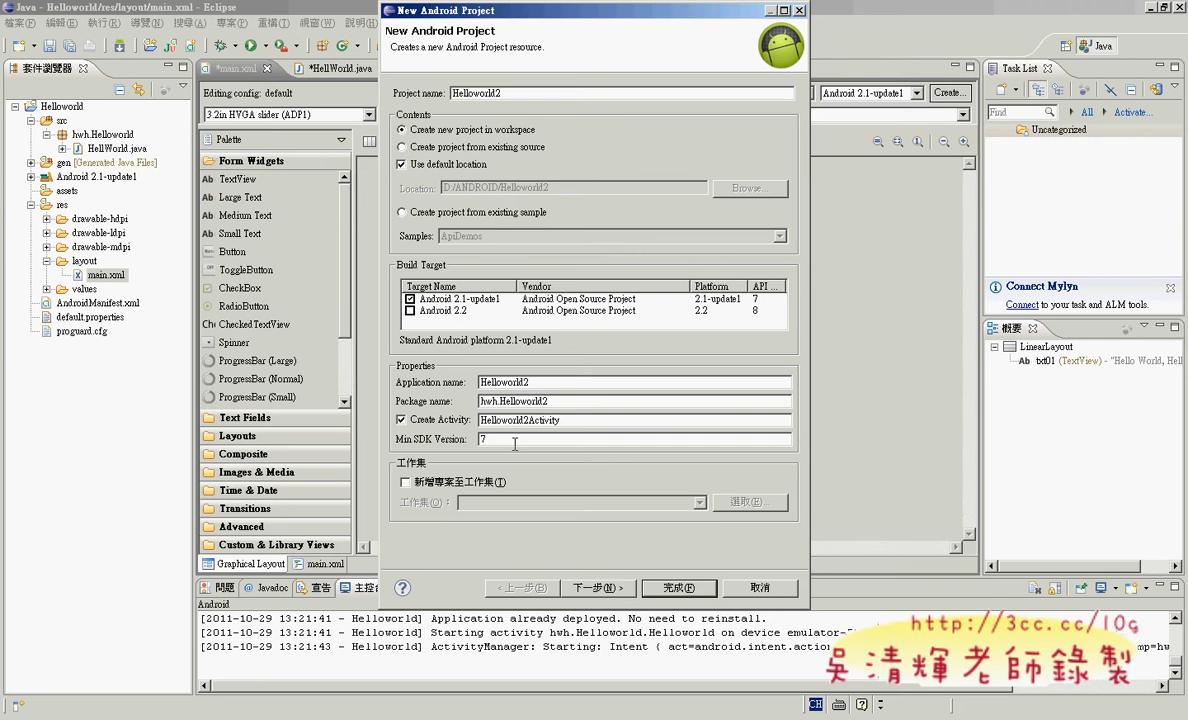 Java - Helloworld/res/layout/main.xml - Eclipse
檔案(F) 編輯(E) 執行(R) 導覽(N) 搜尋(A) 專案(P) 重構(T) 視窗(W) 說明(H)
Java
套件瀏覽器
Helloworld
src
hwh.Helloworld
HellWorld.java
gen [Generated Java Files]
Android 2.1-update1
assets
res
drawable-hdpi
drawable-ldpi
drawable-mdpi
layout
main.xml
values
AndroidManifest.xml
default.properties
proguard.cfg
*main.xml
*HellWorld.java
Editing config: default
3.2in HVGA slider (ADP1)
Android 2.1-update1
Create...
Palette
Form Widgets
Ab TextView
Ab Large Text
Ab Medium Text
Ab Small Text
Button
ToggleButton
CheckBox
RadioButton
CheckedTextView
Spinner
ProgressBar (Large)
ProgressBar (Normal)
ProgressBar (Small)
Text Fields
Layouts
Composite
Images & Media
Time & Date
Transitions
Advanced
Custom & Library Views
Graphical Layout
main.xml
New Android Project
New Android Project
Creates a new Android Project resource.
Project name: Helloworld2
Contents
Create new project in workspace
Create project from existing source
Use default location
Location: D:/ANDROID/Helloworld2
Browse...
Create project from existing sample
Samples: ApiDemos
Build Target
Target Name Vendor Platform API ...
Android 2.1-update1 Android Open Source Project 2.1-update1 7
Android 2.2 Android Open Source Project 2.2 8
Standard Android platform 2.1-update1
Properties
Application name: Helloworld2
Package name: hwh.Helloworld2
Create Activity: Helloworld2Activity
Min SDK Version: 7
工作集
新增專案至工作集(T)
工作集(O):
選取(E)...
<上一步(B)
下一步(N)>
完成(F)
取消
Task List
Find
All
Activate...
Uncategorized
Connect Mylyn
Connect to your task and ALM tools.
概要
LinearLayout
Ab txt01 (TextView) - "Hello World, Hell
問題
@ Javadoc
宣告
主控台
Android
[2011-10-29 13:21:41 - Helloworld] Application already deployed. No need to reinstall.
[2011-10-29 13:21:41 - Helloworld] Starting activity hwh.Helloworld.Helloworld on device emulator-5
[2011-10-29 13:21:43 - Helloworld] ActivityManager: Starting: Intent { act=android.intent.action
mp=hw
http://3cc.cc/10g
吳清輝老師錄製
CH